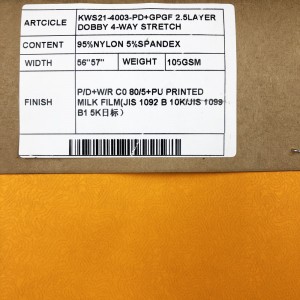 ARTCICLE KWS21-4003-PD+GPGF 2.5LAYER
DOBBY 4-WAY STRETCH
CONTENT 95%NYLON 5%SPANDEX
WIDTH 56"57" WEIGHT 105GSM
FINISH P/D+W/R C0 80/5+PU PRINTED
MILK FILM(JIS 1092 B 10K/JIS 1099
B1 5K日标)